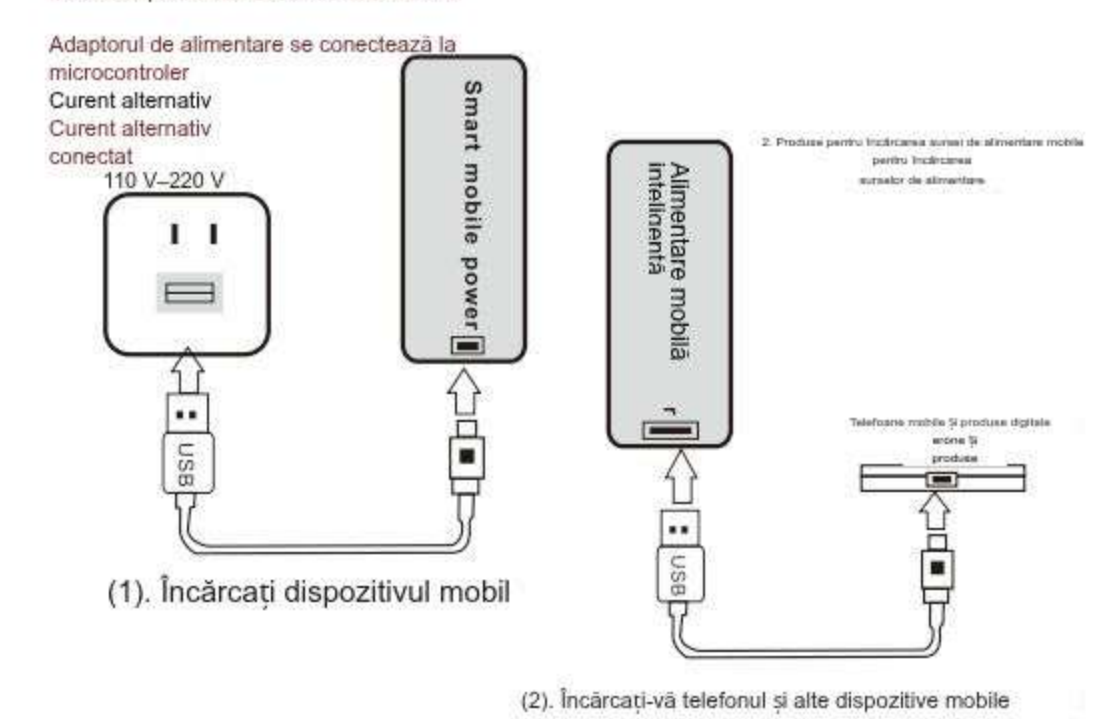 Adaptorul de alimentare se conectează la
microcontroler
Curent alternativ
Curent alternativ
conectat
110 V–220 V
Smart mobile power
USB
(1). Încărcați dispozitivul mobil
2. Produse pentru încărcarea sursei de alimentare mobile
pentru încărcarea
surselor de alimentare
Alimentare mobilă
inteligentă
r
Telefoane mobile Și produse digitale
erone Și
produse
USB
(2). Încărcați-vă telefonul și alte dispozitive mobile